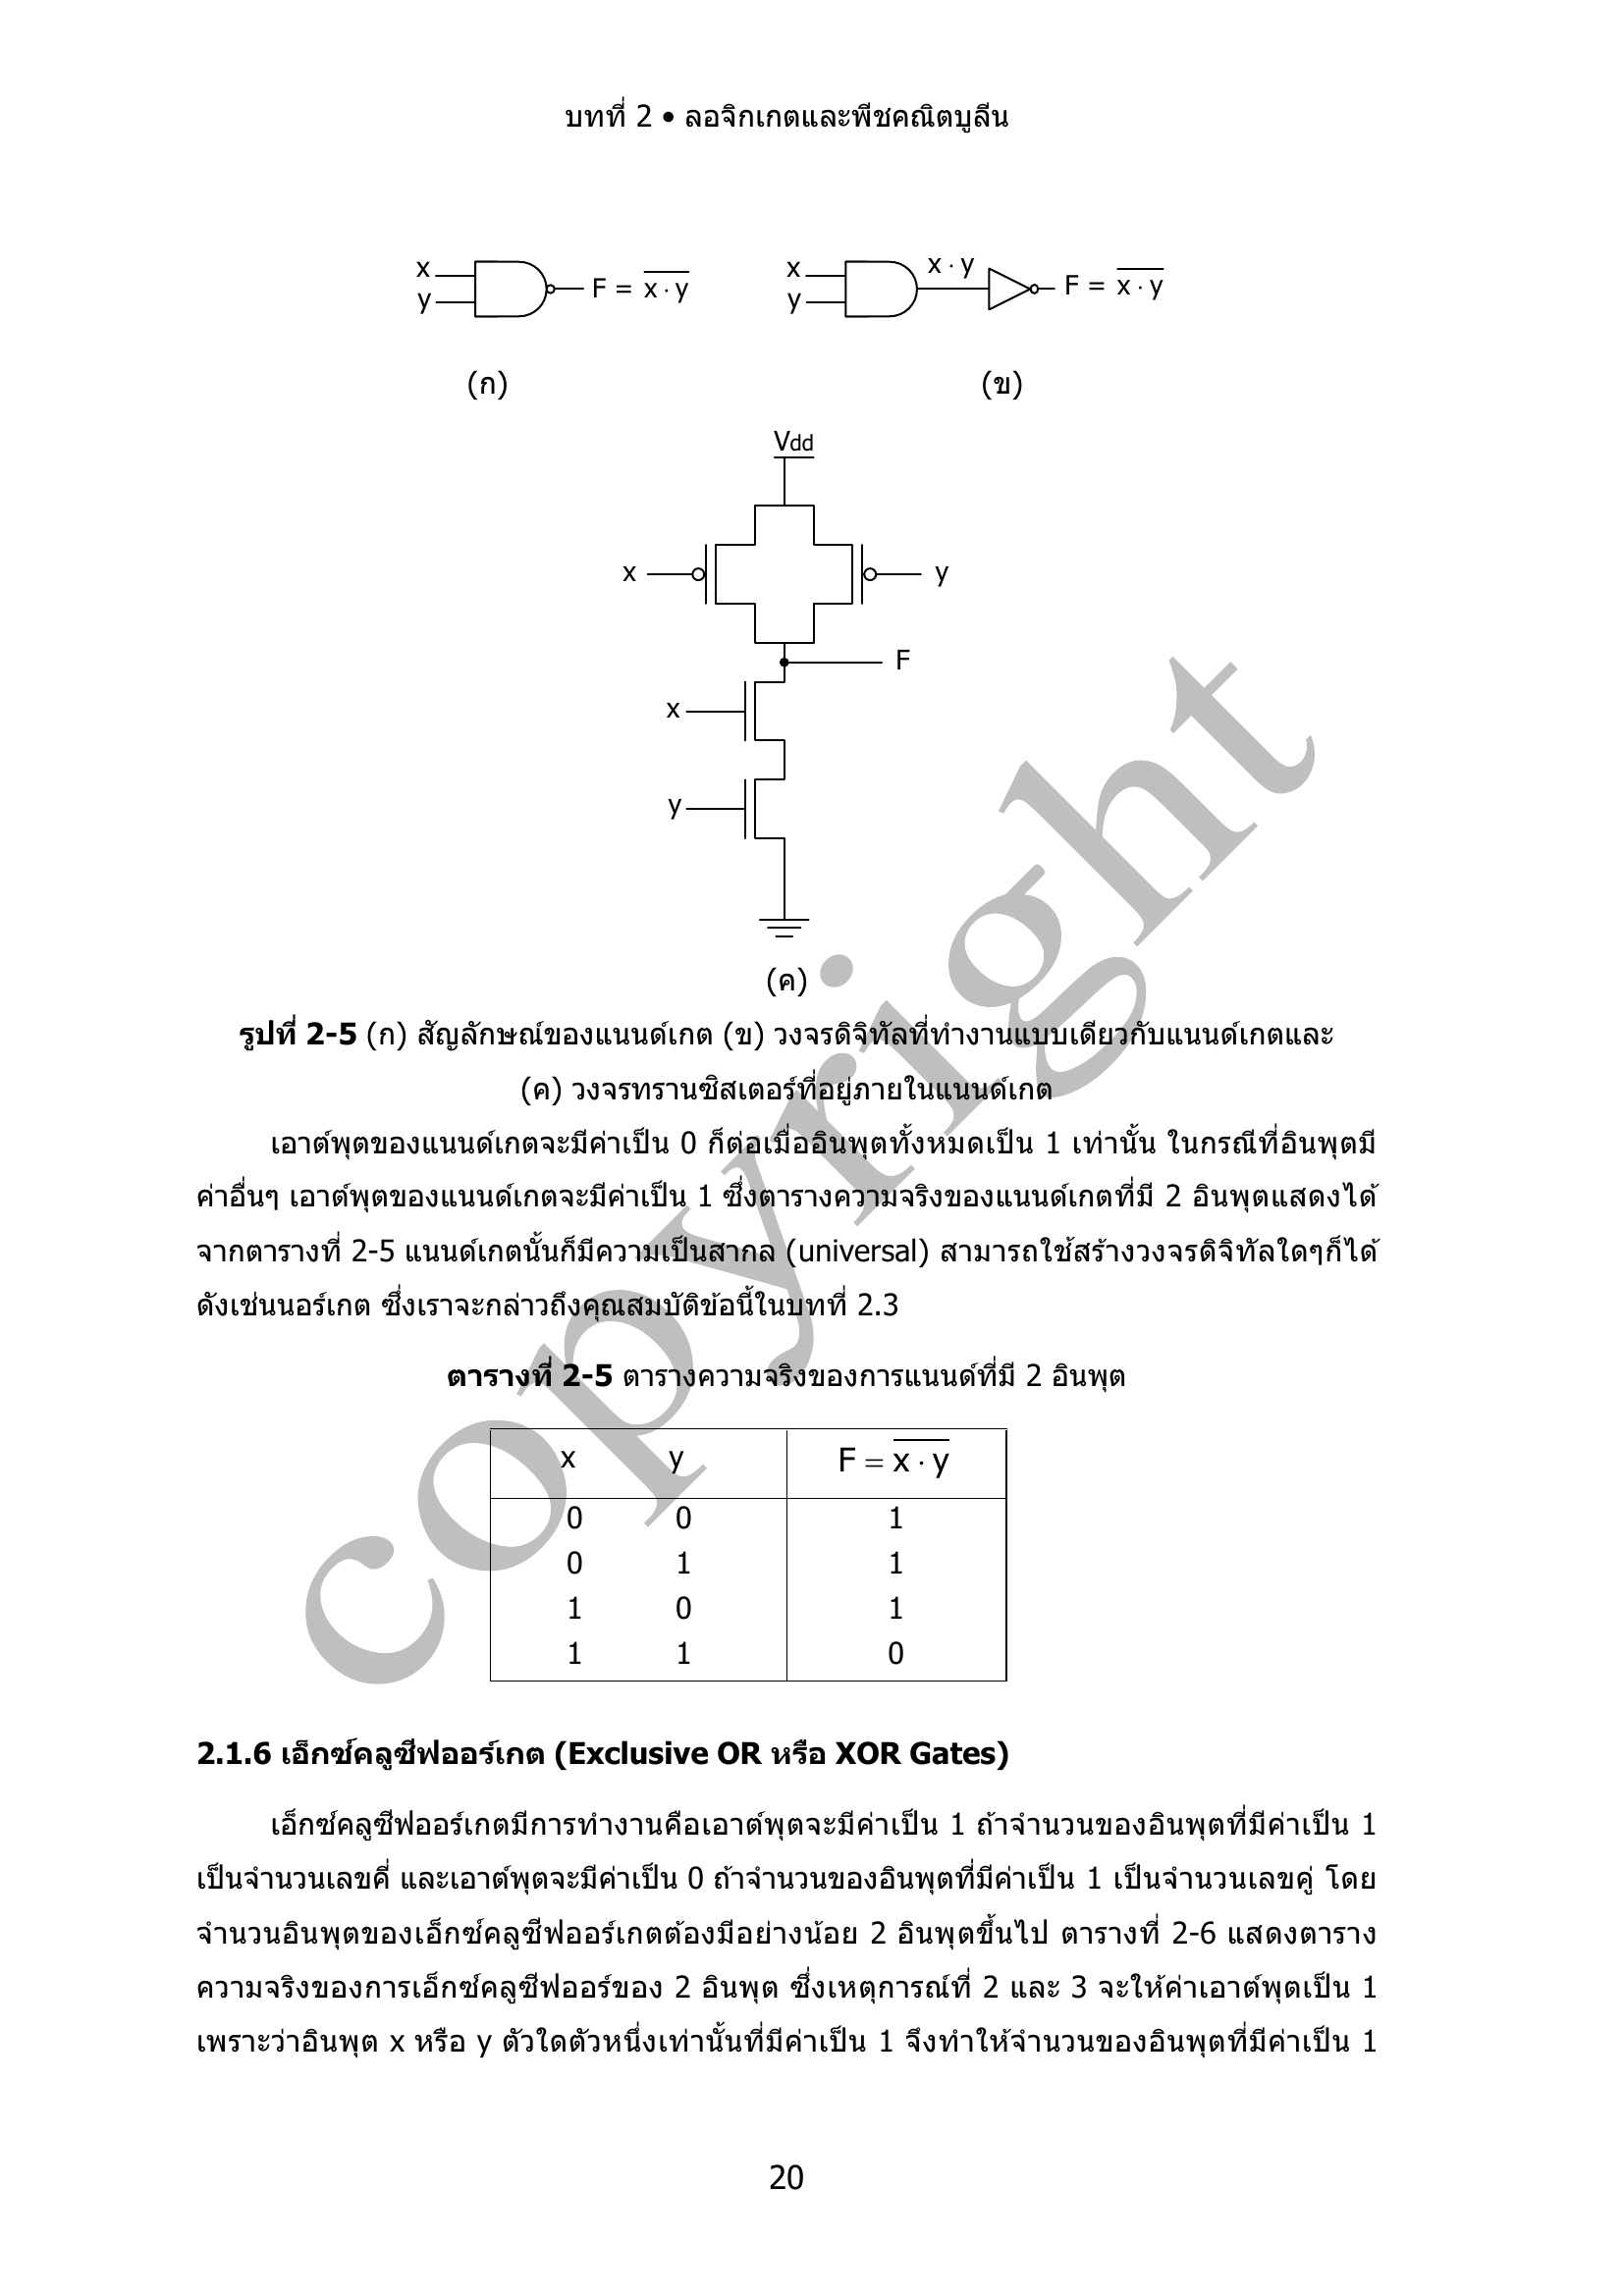 บทที่ 2 • ลอจิกเกตและพีชคณิตบูลีน
x
y
F = x · y
x
y
x · y
F = x · y
(ก)
(ข)
Vdd
x
y
F
x
y
(ค)
รูปที่ 2-5 (ก) สัญลักษณ์ของแนนด์เกต (ข) วงจรดิจิทัลที่ทำงานแบบเดียวกับแนนด์เกตและ
(ค) วงจรทรานซิสเตอร์ที่อยู่ภายในแนนด์เกต
เอาต์พุตของแนนด์เกตจะมีค่าเป็น 0 ก็ต่อเมื่ออินพุตทั้งหมดเป็น 1 เท่านั้น ในกรณีที่อินพุตมี
ค่าอื่นๆ เอาต์พุตของแนนด์เกตจะมีค่าเป็น 1 ซึ่งตารางความจริงของแนนด์เกตที่มี 2 อินพุตแสดงได้
จากตารางที่ 2-5 แนนด์เกตนั้นก็มีความเป็นสากล (universal) สามารถใช้สร้างวงจรดิจิทัลใดๆก็ได้
ดังเช่นนอร์เกต ซึ่งเราจะกล่าวถึงคุณสมบัติข้อนี้ในบทที่ 2.3
ตารางที่ 2-5 ตารางความจริงของการแนนด์ที่มี 2 อินพุต
x y F = x · y
0 0 1
0 1 1
1 0 1
1 1 0
2.1.6 เอ็กซ์คลูซีฟออร์เกต (Exclusive OR หรือ XOR Gates)
เอ็กซ์คลูซีฟออร์เกตมีการทำงานคือเอาต์พุตจะมีค่าเป็น 1 ถ้าจำนวนของอินพุตที่มีค่าเป็น 1
เป็นจำนวนเลขคี่ และเอาต์พุตจะมีค่าเป็น 0 ถ้าจำนวนของอินพุตที่มีค่าเป็น 1 เป็นจำนวนเลขคู่ โดย
จำนวนอินพุตของเอ็กซ์คลูซีฟออร์เกตต้องมีอย่างน้อย 2 อินพุตขึ้นไป ตารางที่ 2-6 แสดงตาราง
ความจริงของการเอ็กซ์คลูซีฟออร์ของ 2 อินพุต ซึ่งเหตุการณ์ที่ 2 และ 3 จะให้ค่าเอาต์พุตเป็น 1
เพราะว่าอินพุต x หรือ y ตัวใดตัวหนึ่งเท่านั้นที่มีค่าเป็น 1 จึงทำให้จำนวนของอินพุตที่มีค่าเป็น 1
20
copyright